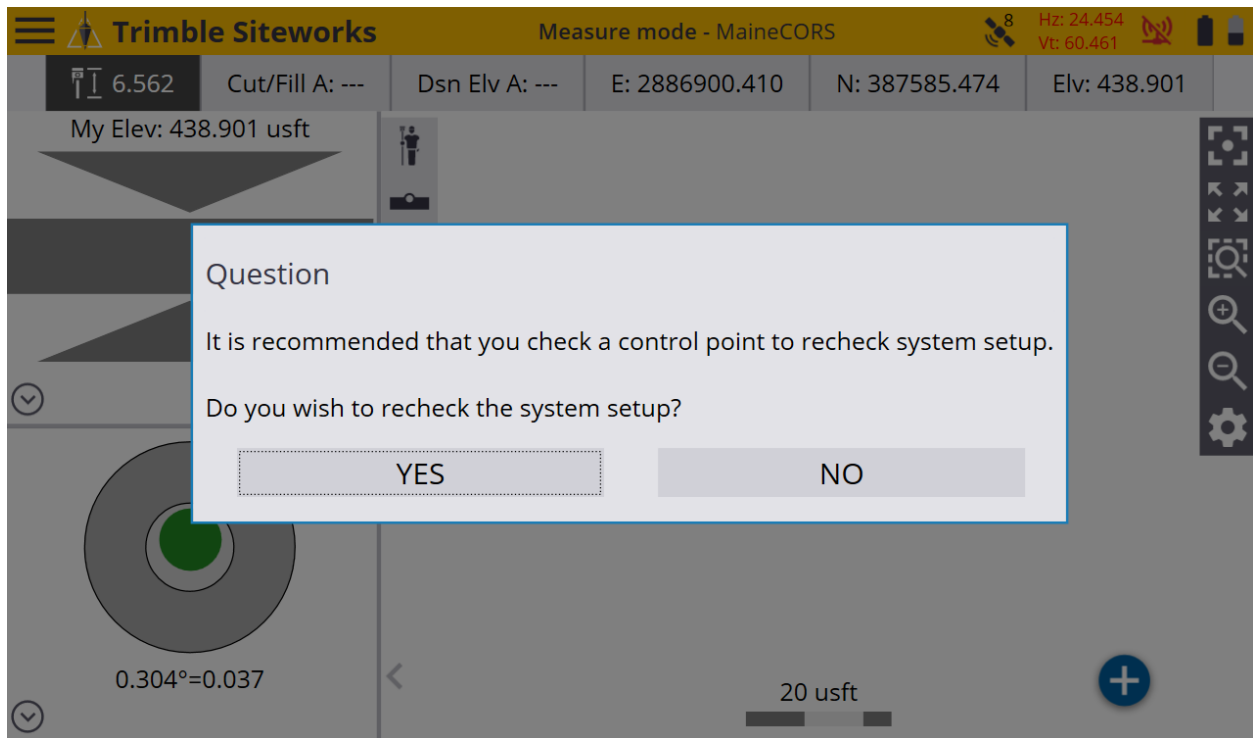 Trimble Siteworks
Measure mode - MaineCORS
8
Hz: 24.454
Vt: 60.461
6.562
Cut/Fill A: ---
Dsn Elv A: ---
E: 2886900.410
N: 387585.474
Elv: 438.901
My Elev: 438.901 usft
Question
It is recommended that you check a control point to recheck system setup.
Do you wish to recheck the system setup?
YES
NO
0.304°=0.037
20 usft